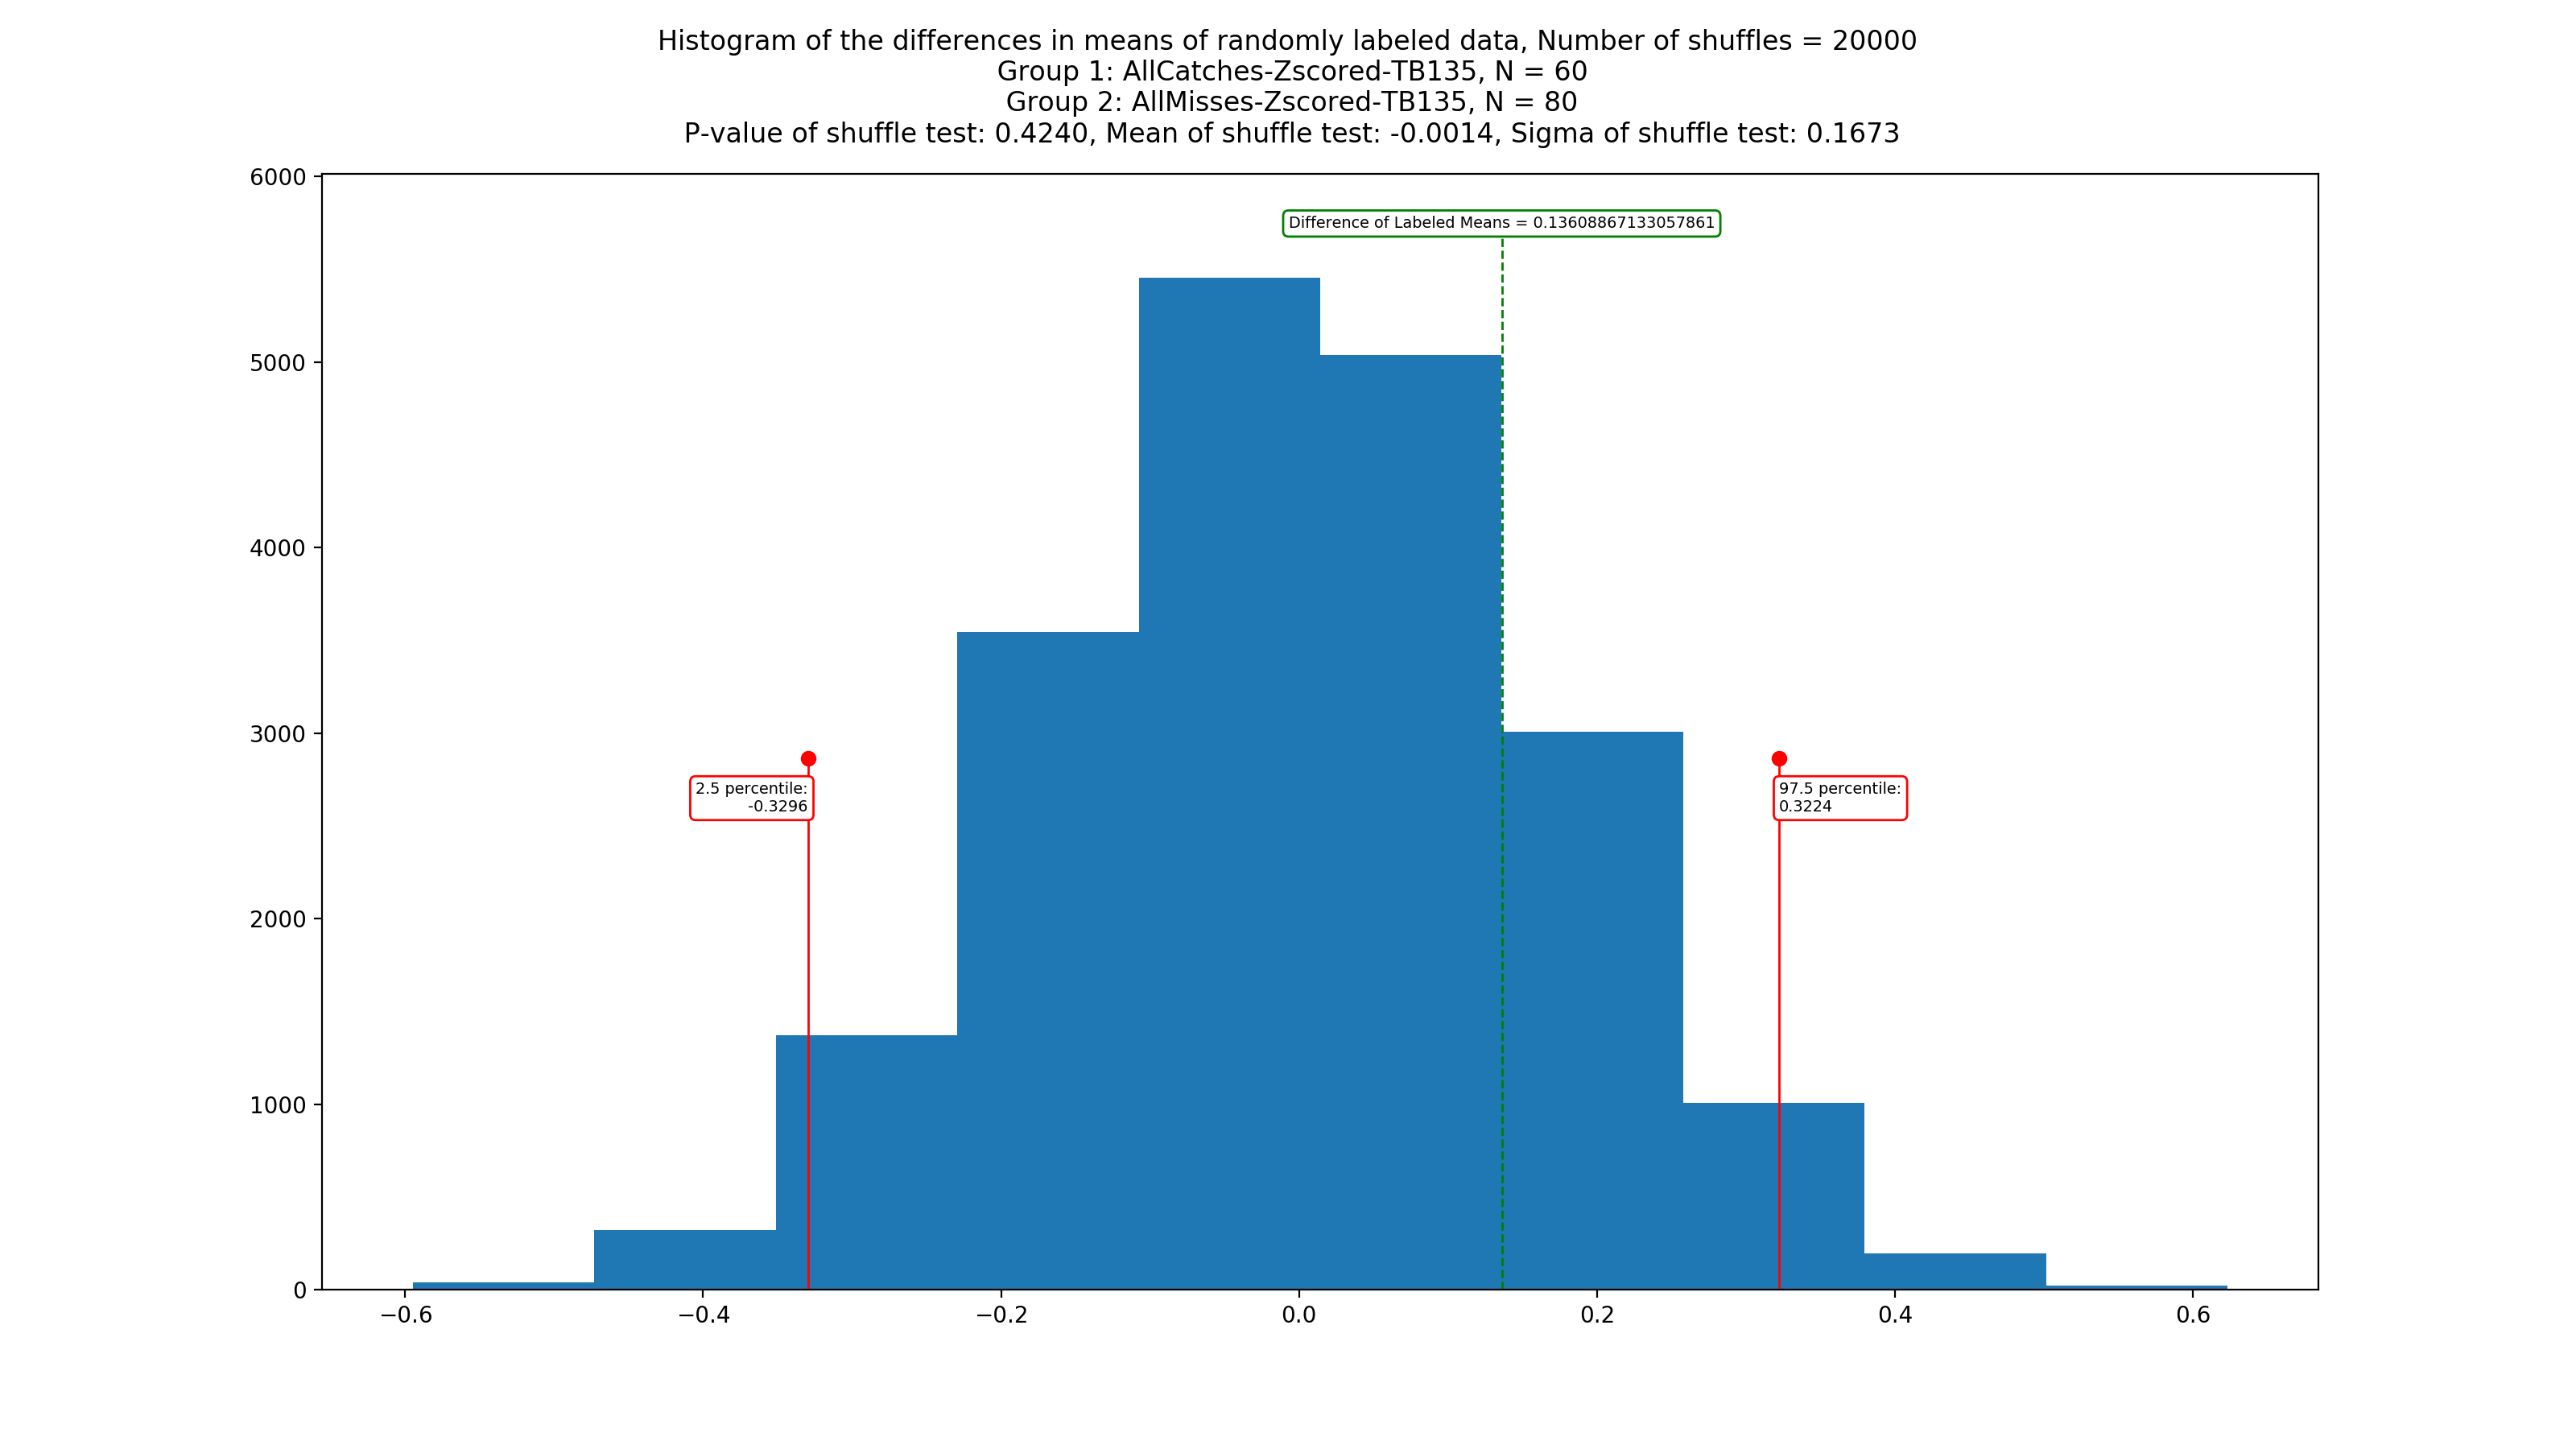 Histogram of the differences in means of randomly labeled data, Number of shuffles = 20000
Group 1: AllCatches-Zscored-TB135, N = 60
Group 2: AllMisses-Zscored-TB135, N = 80
P-value of shuffle test: 0.4240, Mean of shuffle test: -0.0014, Sigma of shuffle test: 0.1673
6000
Difference of Labeled Means = 0.13608867133057861
5000
4000
3000
2.5 percentile:
-0.3296
97.5 percentile:
0.3224
2000
1000
0
−0.6
−0.4
−0.2
0.0
0.2
0.4
0.6